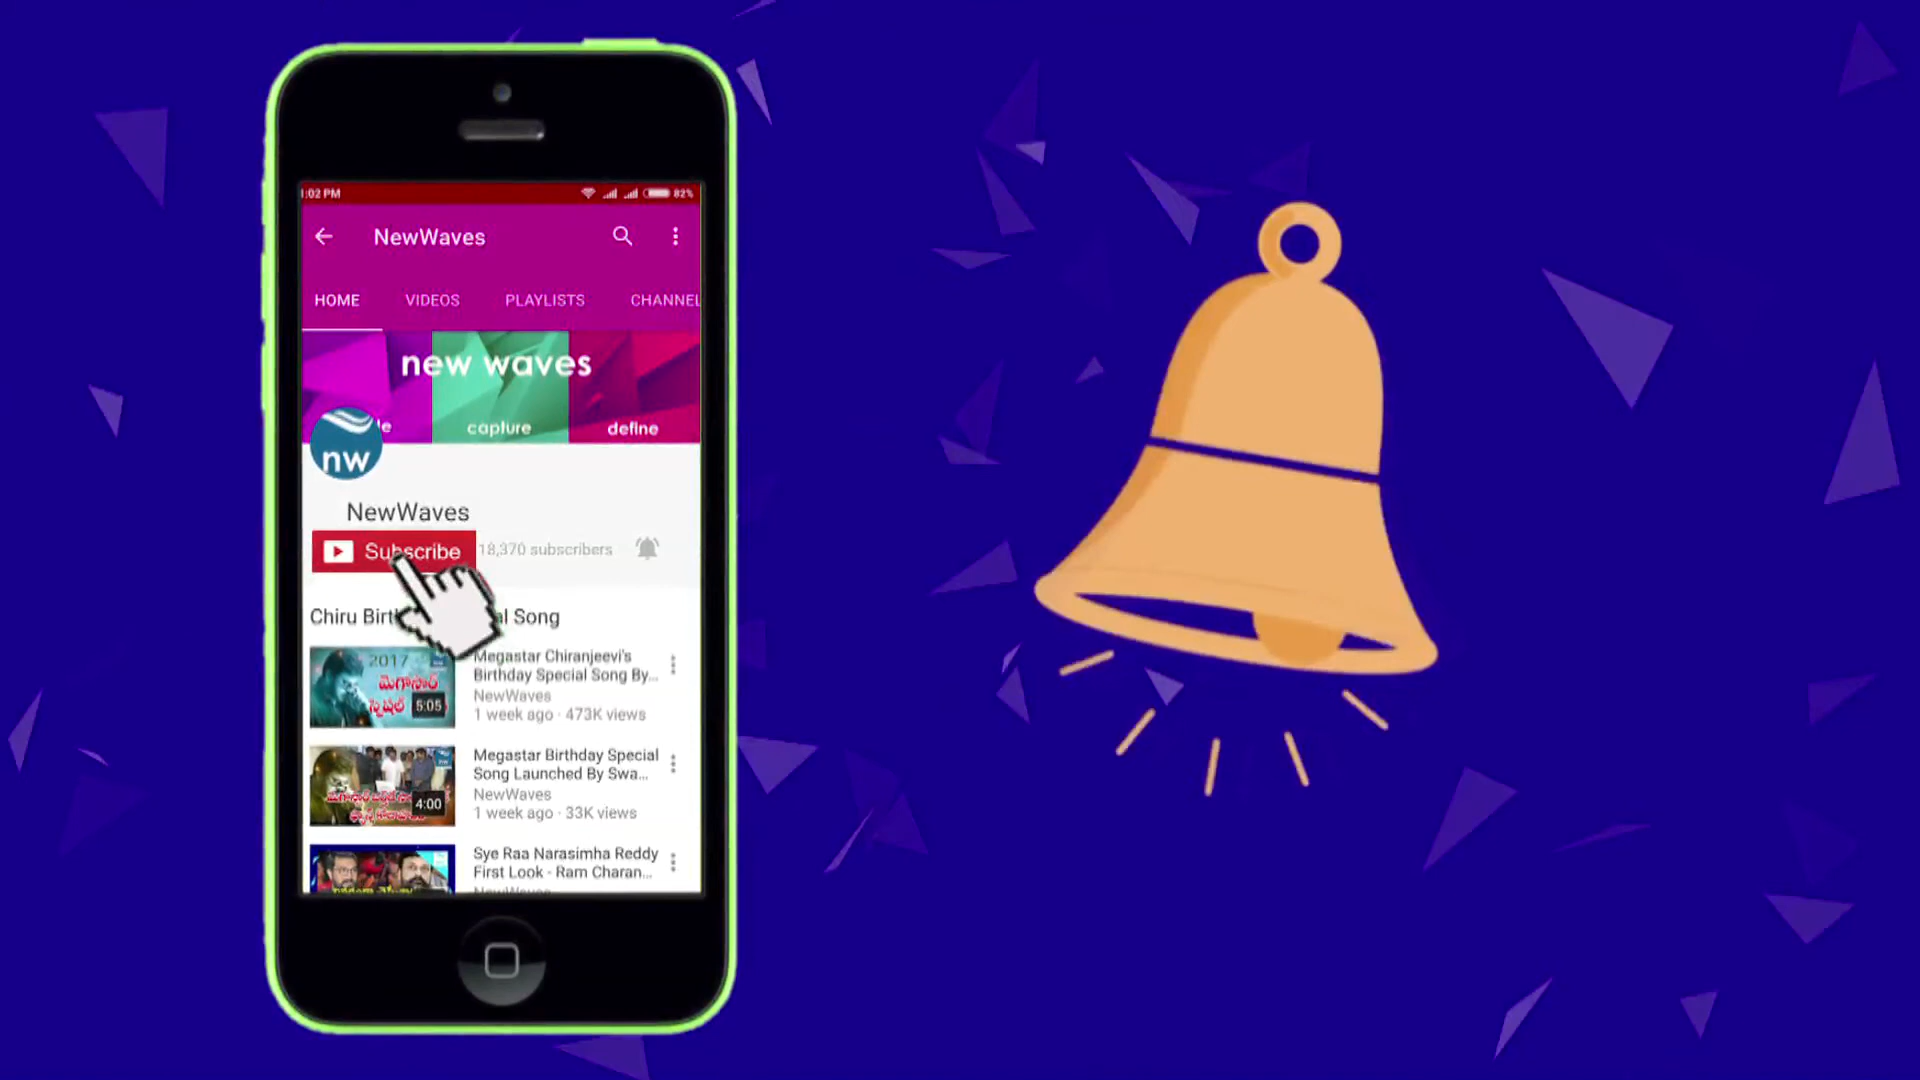 1:02 PM
82%
NewWaves
HOME
VIDEOS
PLAYLISTS
CHANNEL
new waves
capture
define
nw
NewWaves
Subscribe
18,370 subscribers
Chiru Birt
al Song
2017
మెగాస్టార్
స్పెషల్
5:05
Megastar Chiranjeevi's
Birthday Special Song By...
NewWaves
1 week ago · 473K views
4:00
Megastar Birthday Special
Song Launched By Swa...
NewWaves
1 week ago · 33K views
Sye Raa Narasimha Reddy
First Look - Ram Charan...
NewWaves